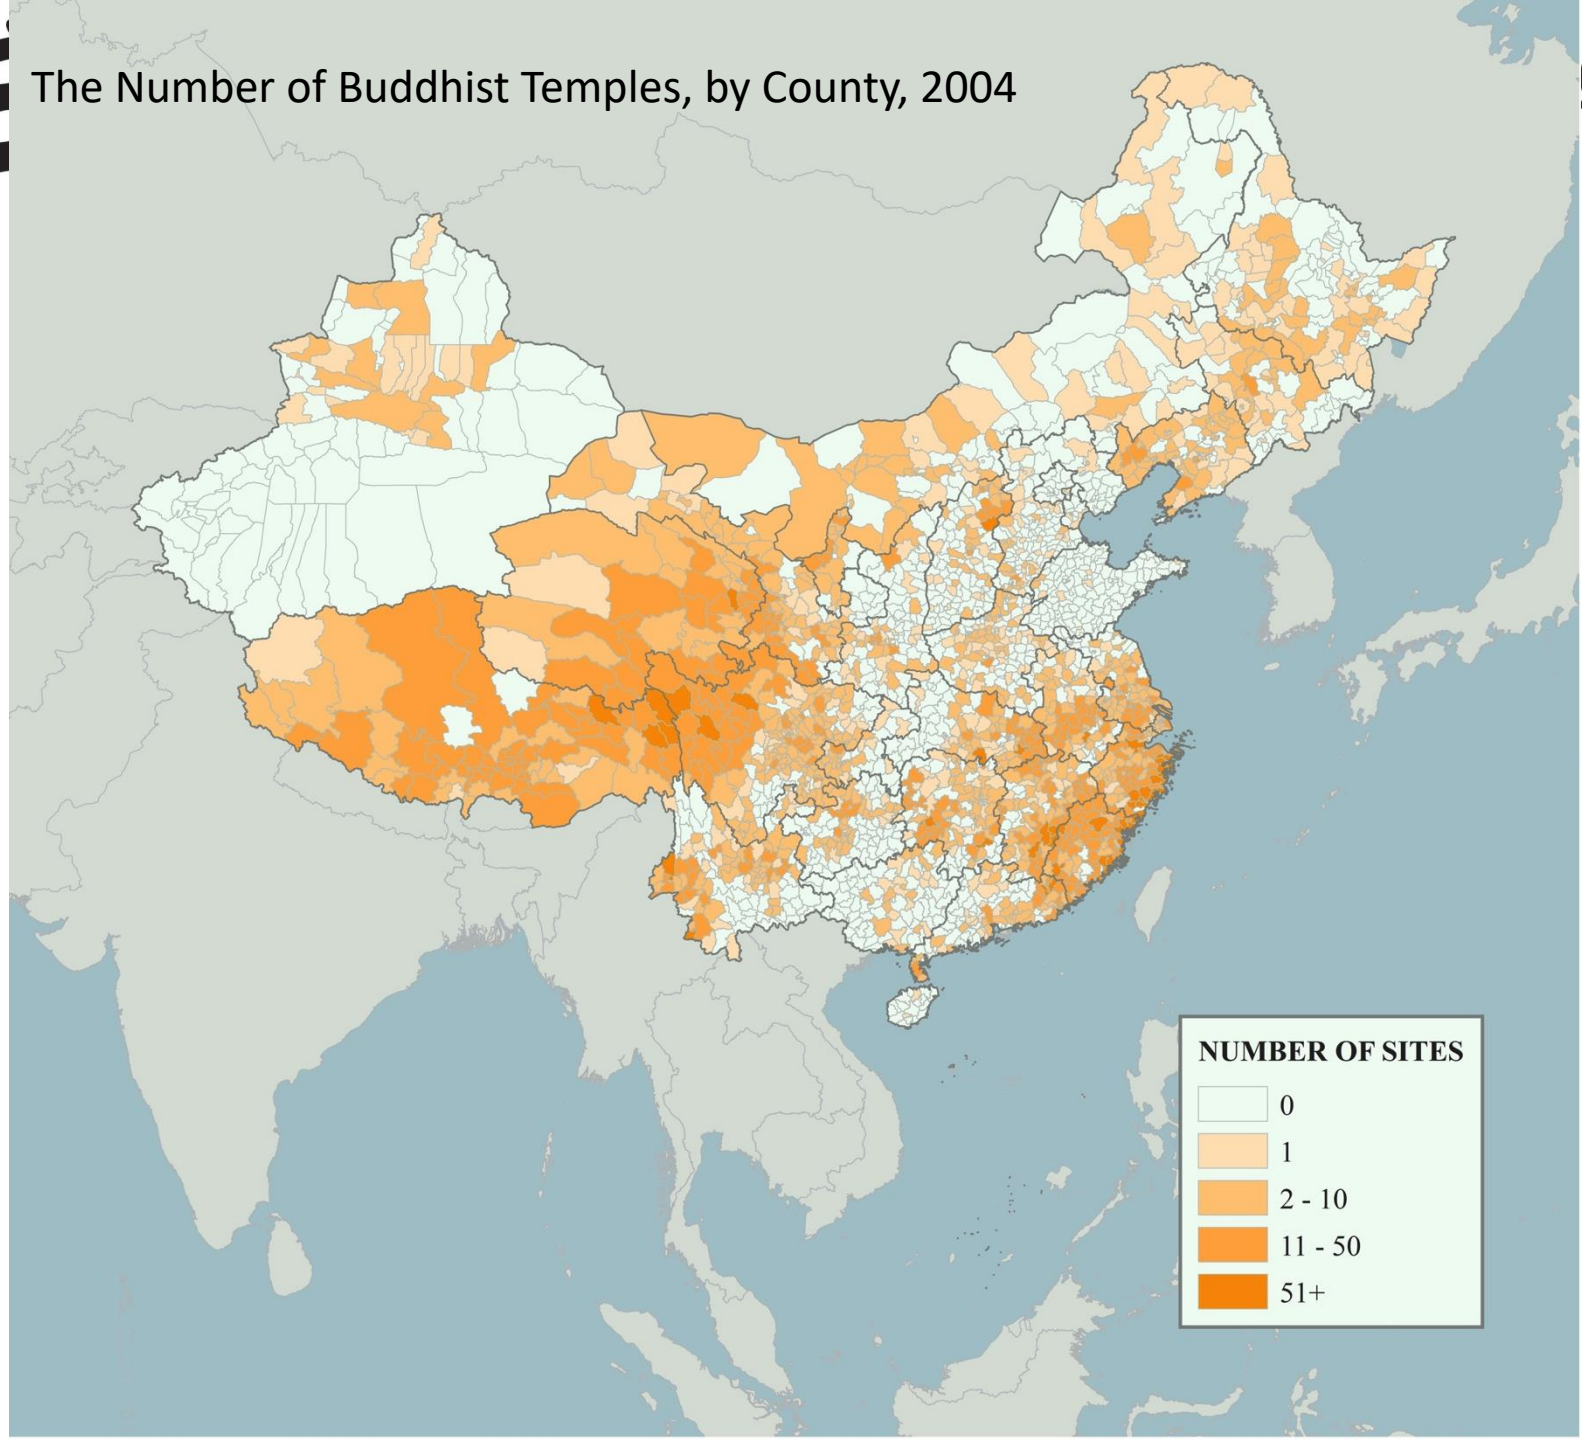 The Number of Buddhist Temples, by County, 2004
NUMBER OF SITES
0
1
2 - 10
11 - 50
51+